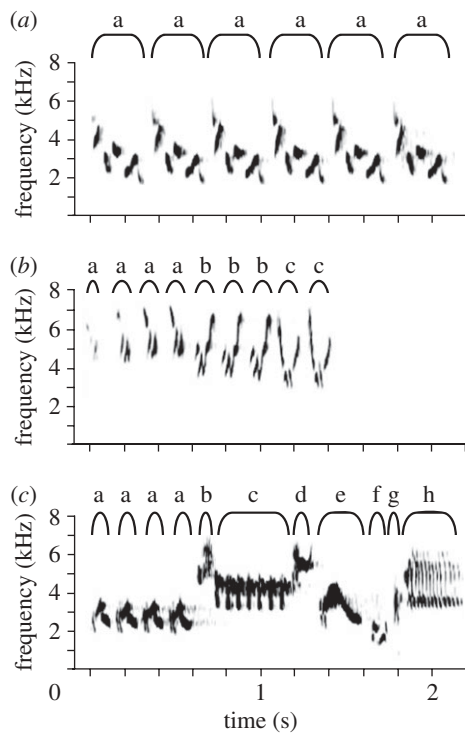 (a) a a a a a a
8
6
4
2
frequency (kHz)
(b) a a a a b b b c c
8
6
4
2
frequency (kHz)
(c) a a a a b c d e f g h
8
6
4
2
frequency (kHz)
0 1 2
time (s)